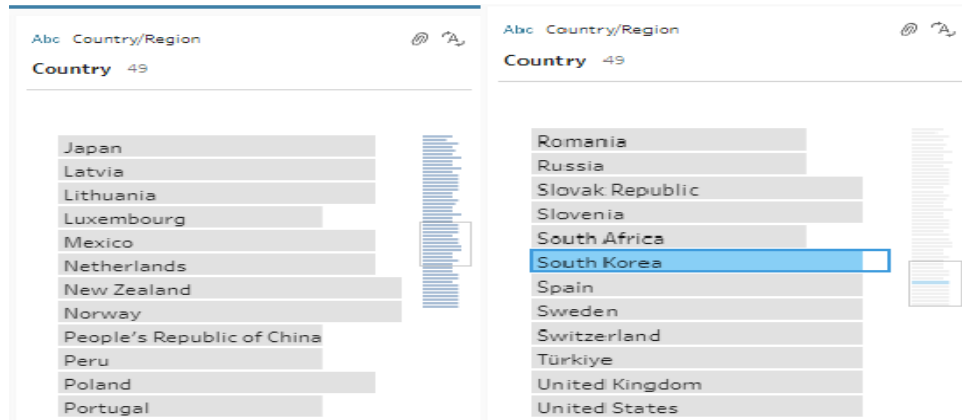 Abc Country/Region
Country 49
Japan
Latvia
Lithuania
Luxembourg
Mexico
Netherlands
New Zealand
Norway
People's Republic of China
Peru
Poland
Portugal
Abc Country/Region
Country 49
Romania
Russia
Slovak Republic
Slovenia
South Africa
South Korea
Spain
Sweden
Switzerland
Türkiye
United Kingdom
United States